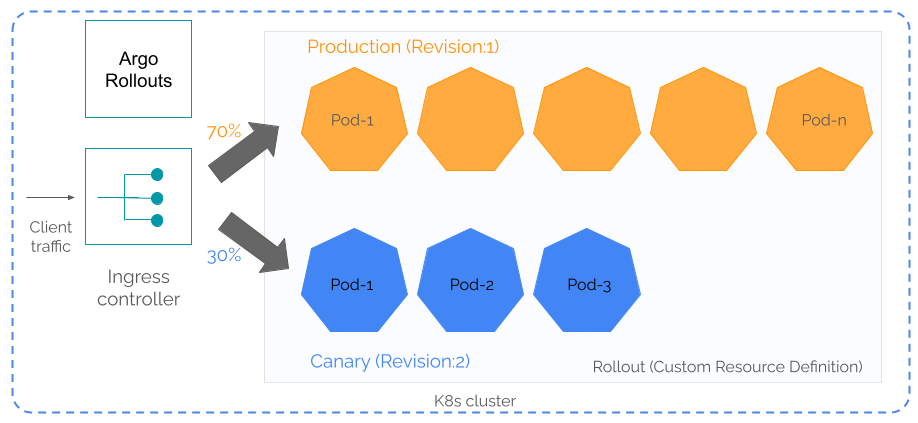 Argo
Rollouts
Production (Revision:1)
70%
Pod-1
Pod-n
Client
traffic
30%
Ingress
controller
Pod-1
Pod-2
Pod-3
Canary (Revision:2)
Rollout (Custom Resource Definition)
K8s cluster